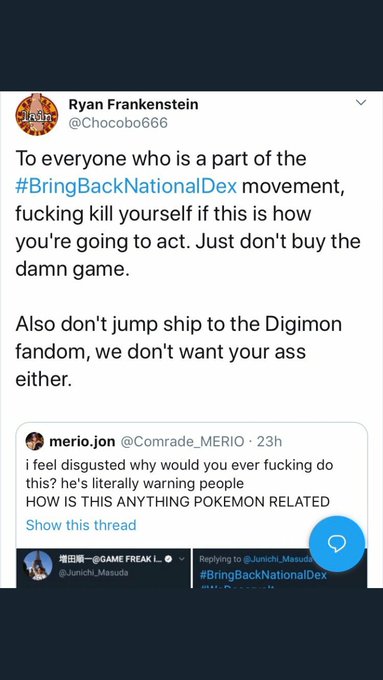 lain
Ryan Frankenstein
@Chocobo666
To everyone who is a part of the
#BringBackNationalDex movement,
fucking kill yourself if this is how
you're going to act. Just don't buy the
damn game.
Also don't jump ship to the Digimon
fandom, we don't want your ass
either.
merio.jon @Comrade_MERIO · 23h
i feel disgusted why would you ever fucking do
this? he's literally warning people
HOW IS THIS ANYTHING POKEMON RELATED
Show this thread
増田順一@GAME FREAK i...
@Junichi_Masuda
Replying to @Junichi_Masuda
#BringBackNationalDex